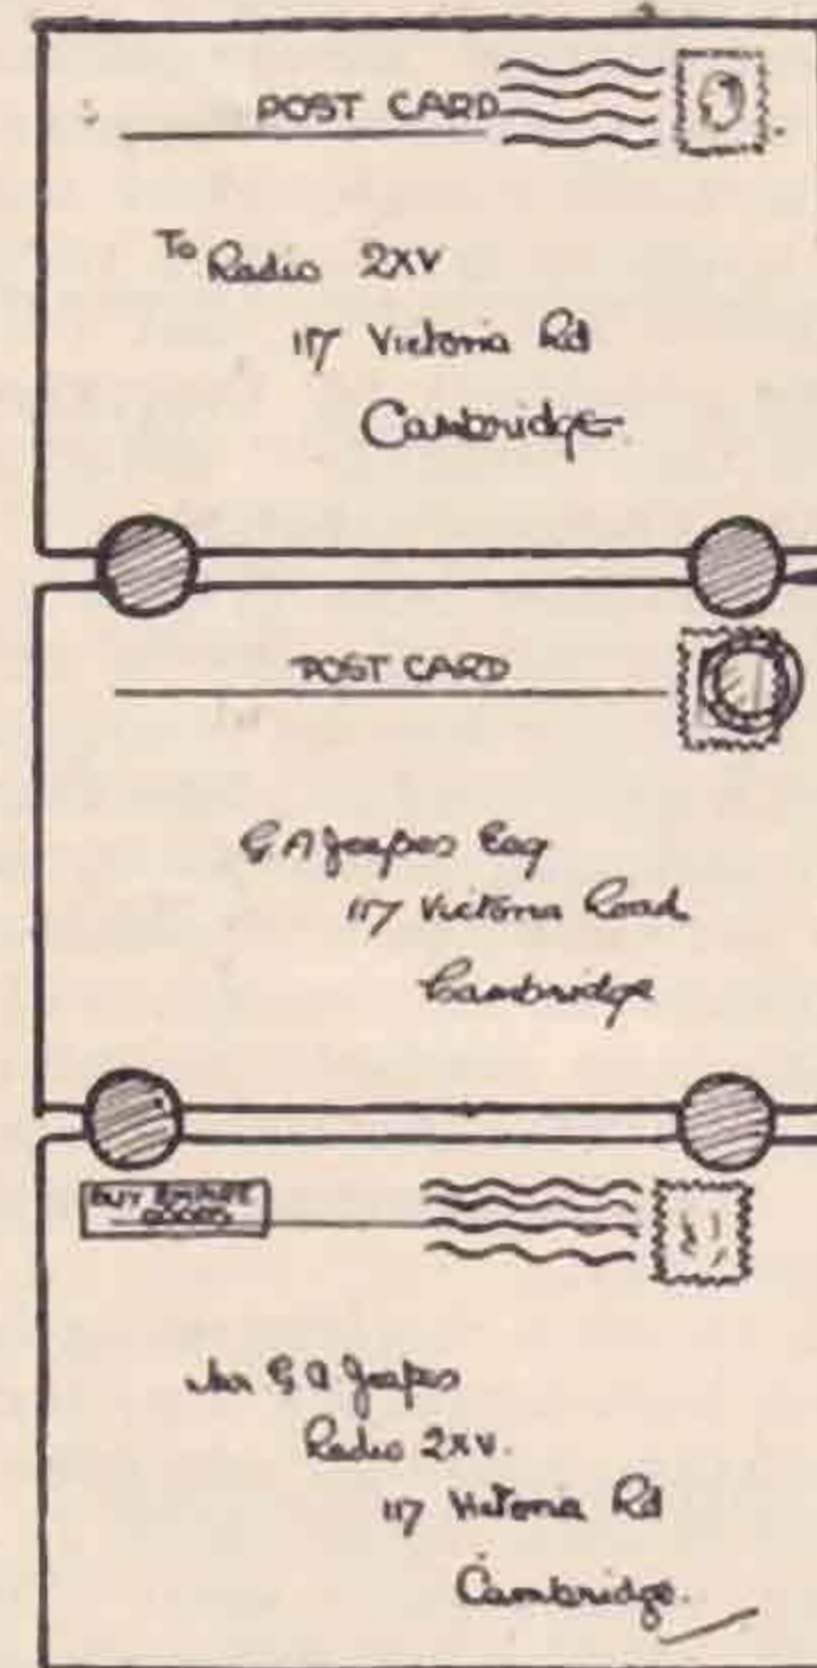 POST CARD
To Radio 2XV
117 Victoria Rd
Cambridge
POST CARD
G A Jeapes Esq
117 Victoria Road
Cambridge
BUY EMPIRE
GOODS
Mr G A Jeapes
Radio 2XV.
117 Victoria Rd
Cambridge.